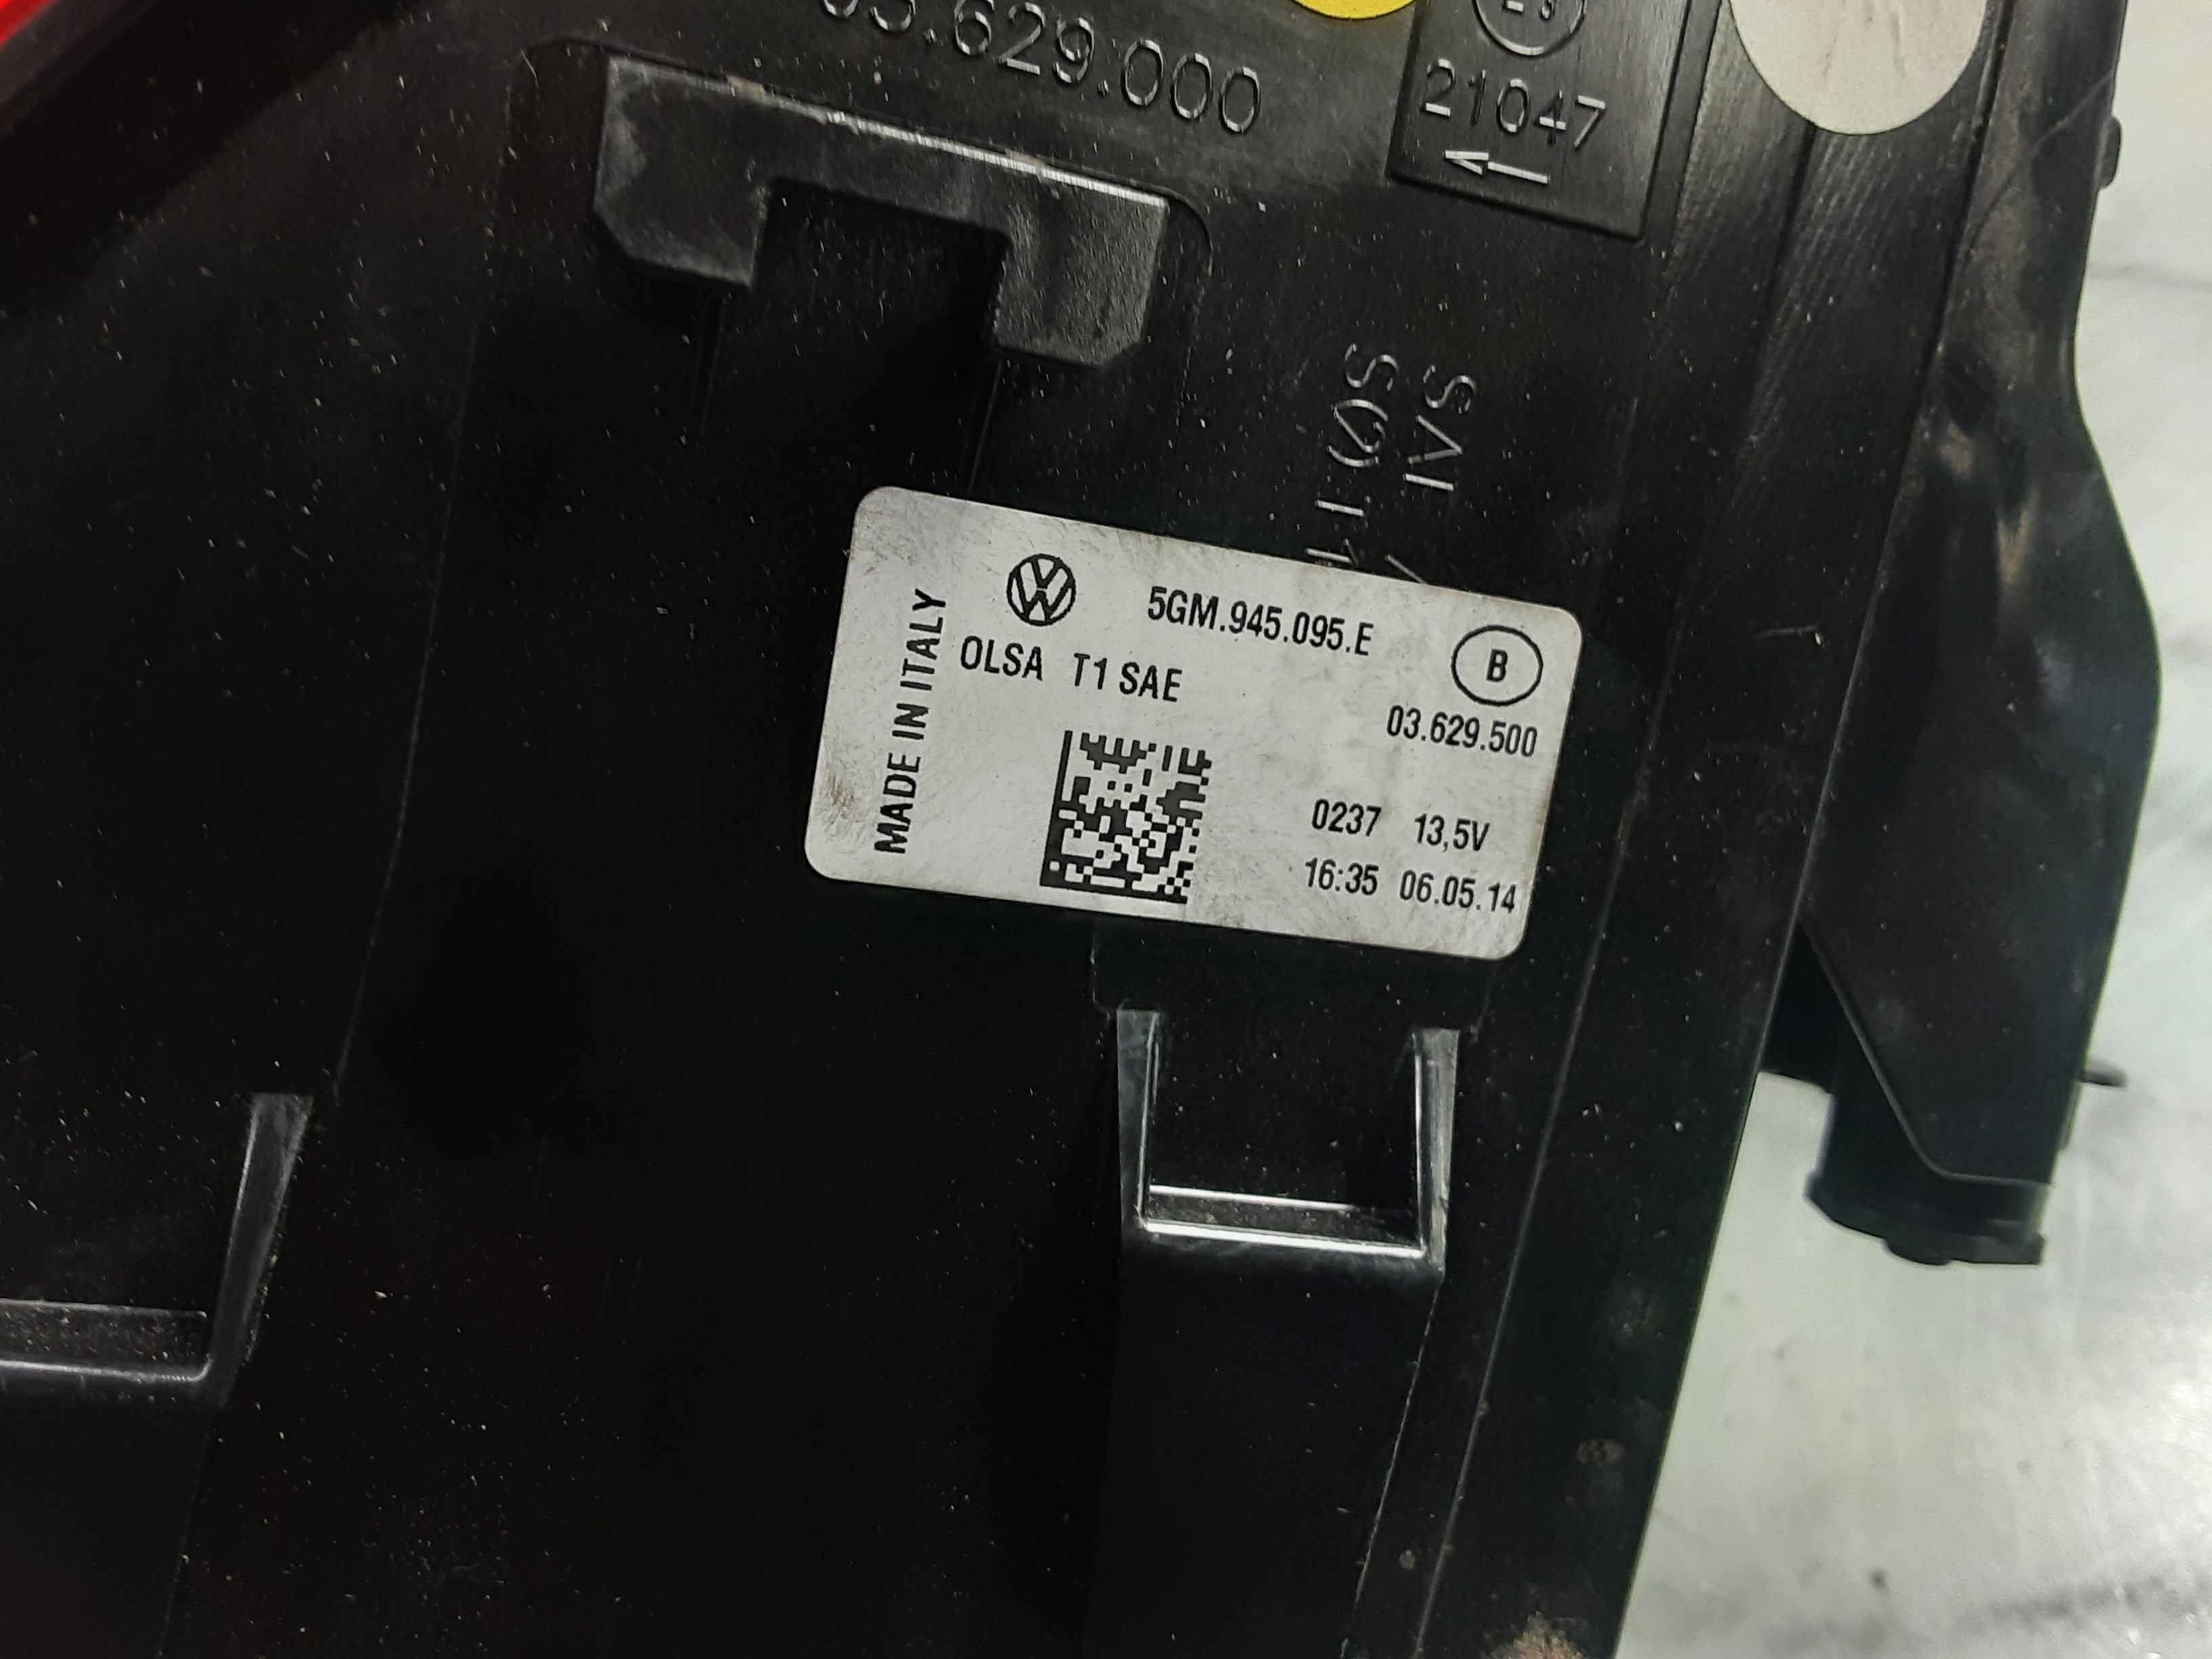 03.629.000
21047
SAE
5GM.945.095.E
B
OLSA T1 SAE
03.629.500
MADE IN ITALY
0237 13,5V
16:35 06.05.14